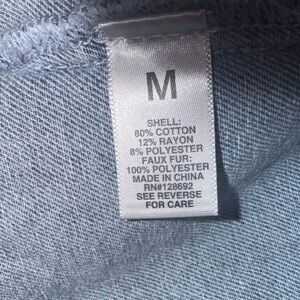 M
SHELL:
80% COTTON
12% RAYON
8% POLYESTER
FAUX FUR:
100% POLYESTER
MADE IN CHINA
RN#128692
SEE REVERSE
FOR CARE